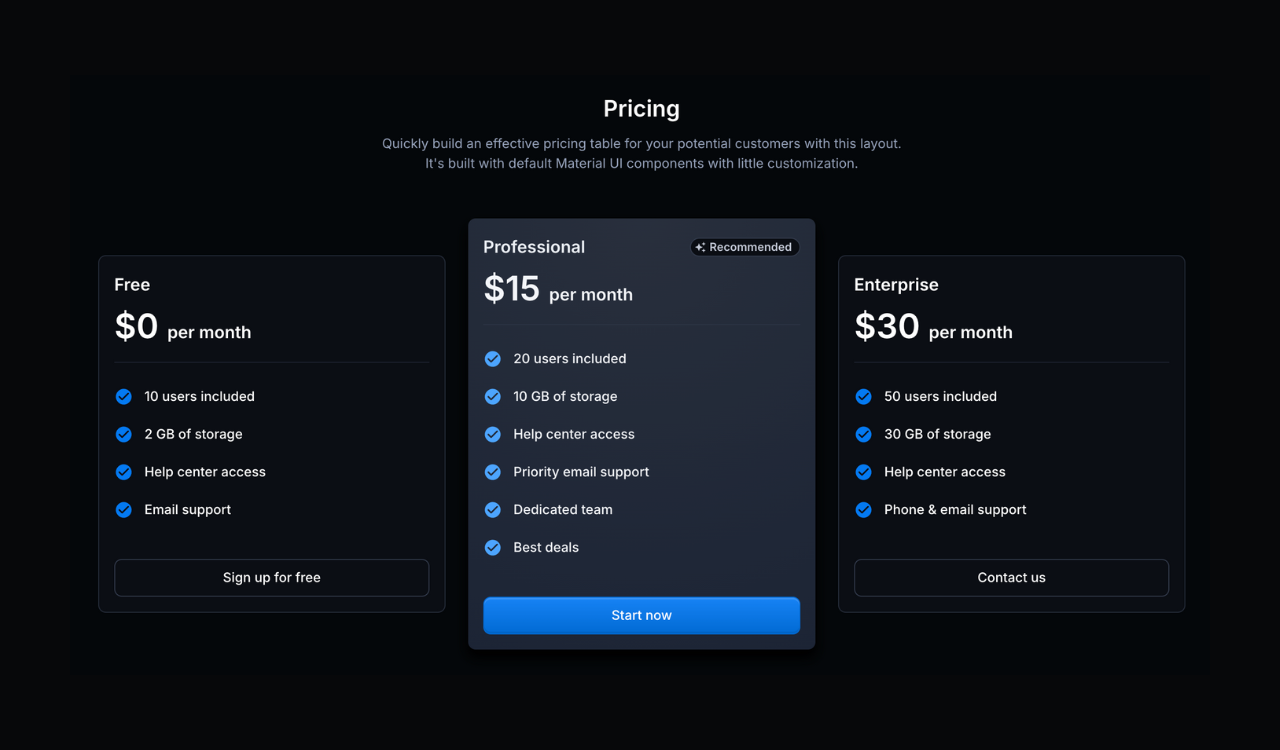 Pricing
Quickly build an effective pricing table for your potential customers with this layout.
It's built with default Material UI components with little customization.
Free
$0 per month
10 users included
2 GB of storage
Help center access
Email support
Sign up for free
Professional
Recommended
$15 per month
20 users included
10 GB of storage
Help center access
Priority email support
Dedicated team
Best deals
Start now
Enterprise
$30 per month
50 users included
30 GB of storage
Help center access
Phone & email support
Contact us